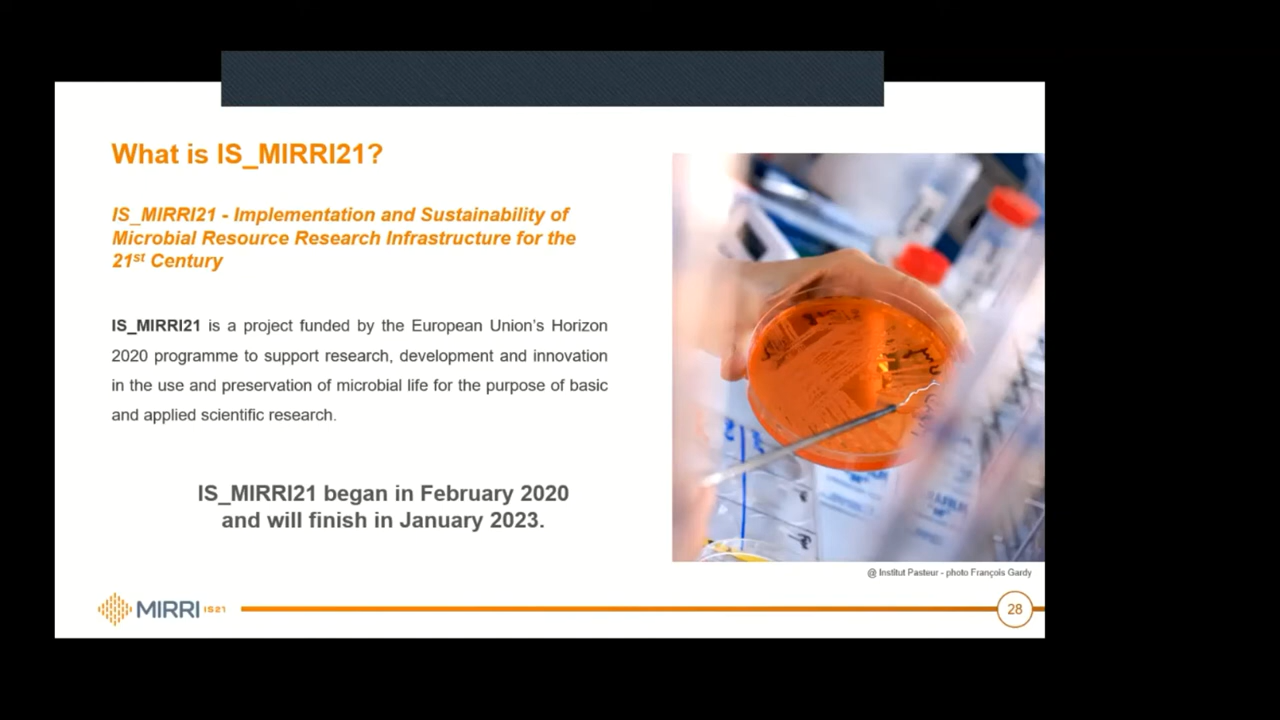 What is IS_MIRRI21?
IS_MIRRI21 - Implementation and Sustainability of
Microbial Resource Research Infrastructure for the
21st Century
IS_MIRRI21 is a project funded by the European Union's Horizon
2020 programme to support research, development and innovation
in the use and preservation of microbial life for the purpose of basic
and applied scientific research.
IS_MIRRI21 began in February 2020
and will finish in January 2023.
@ Institut Pasteur - photo François Gardy
MIRRI IS21
28